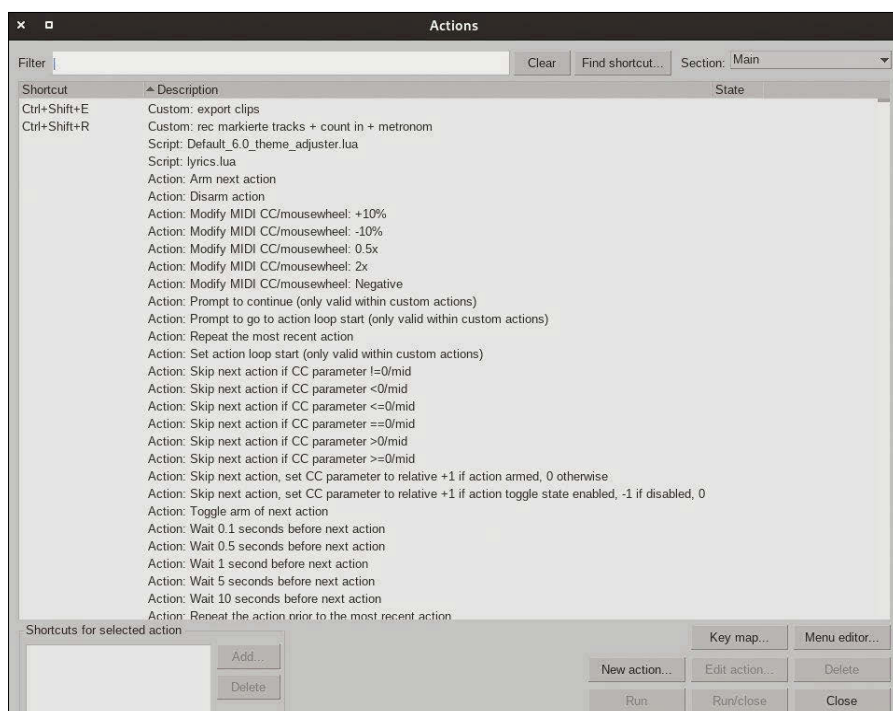 Actions
Filter
Clear
Find shortcut...
Section: Main
Shortcut Description State
Ctrl+Shift+E Custom: export clips
Ctrl+Shift+R Custom: rec markierte tracks + count in + metronom
Script: Default_6.0_theme_adjuster.lua
Script: lyrics.lua
Action: Arm next action
Action: Disarm action
Action: Modify MIDI CC/mousewheel: +10%
Action: Modify MIDI CC/mousewheel: -10%
Action: Modify MIDI CC/mousewheel: 0.5x
Action: Modify MIDI CC/mousewheel: 2x
Action: Modify MIDI CC/mousewheel: Negative
Action: Prompt to continue (only valid within custom actions)
Action: Prompt to go to action loop start (only valid within custom actions)
Action: Repeat the most recent action
Action: Set action loop start (only valid within custom actions)
Action: Skip next action if CC parameter !=0/mid
Action: Skip next action if CC parameter <0/mid
Action: Skip next action if CC parameter <=0/mid
Action: Skip next action if CC parameter ==0/mid
Action: Skip next action if CC parameter >0/mid
Action: Skip next action if CC parameter >=0/mid
Action: Skip next action, set CC parameter to relative +1 if action armed, 0 otherwise
Action: Skip next action, set CC parameter to relative +1 if action toggle state enabled, -1 if disabled, 0
Action: Toggle arm of next action
Action: Wait 0.1 seconds before next action
Action: Wait 0.5 seconds before next action
Action: Wait 1 second before next action
Action: Wait 5 seconds before next action
Action: Wait 10 seconds before next action
Action: Repeat the action prior to the most recent action
Shortcuts for selected action
Add...
Delete
Key map... Menu editor...
New action... Edit action... Delete
Run Run/close Close